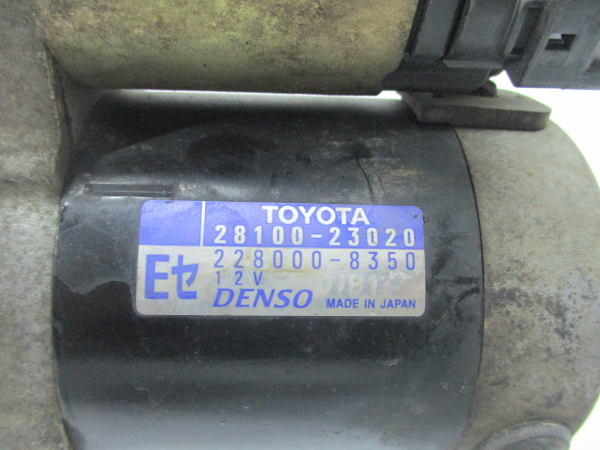 TOYOTA
28100-23020
228000-8350
Eセ 12V
DENSO MADE IN JAPAN